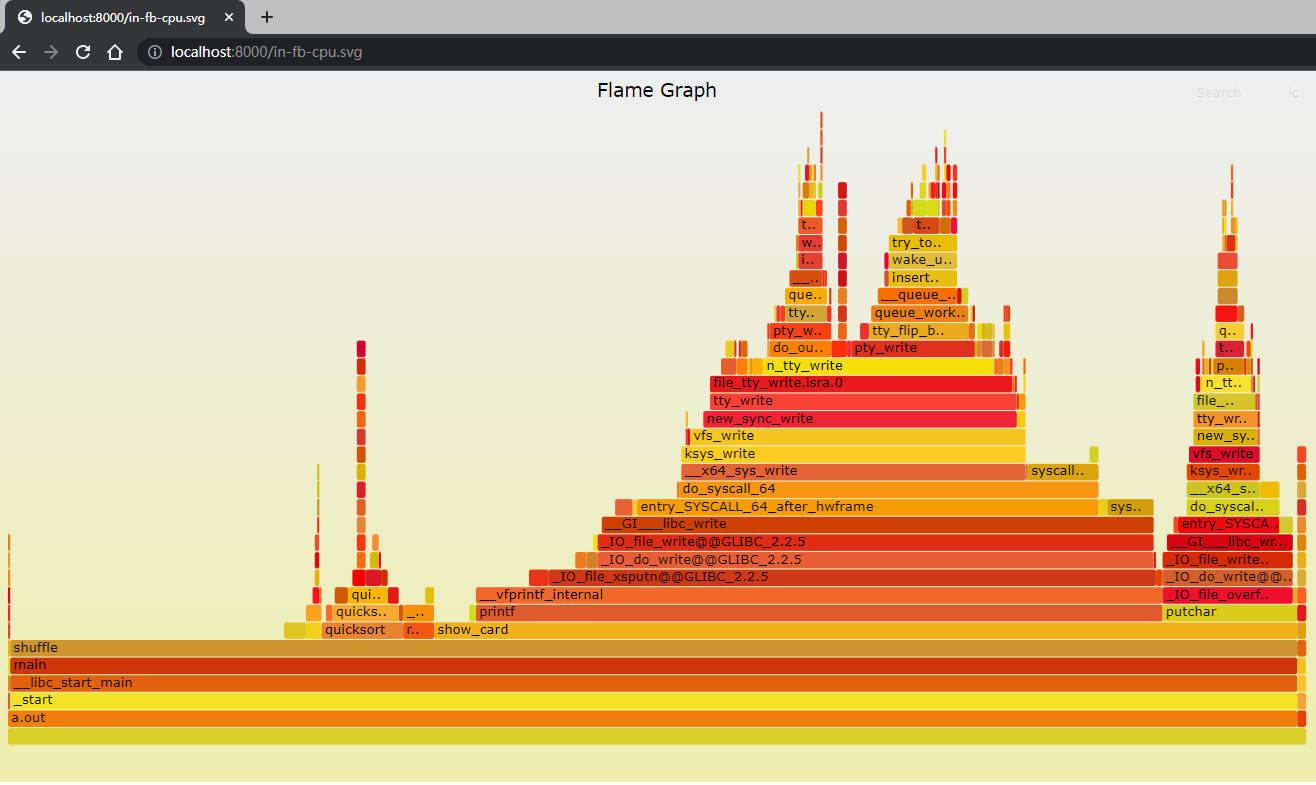 localhost:8000/in-fb-cpu.svg
localhost:8000/in-fb-cpu.svg
Flame Graph
Search ic
t.. t..
w.. try_to..
i.. wake_u..
__.. insert..
que.. __queue_..
tty.. queue_work..
pty_w.. tty_flip_b.. q..
do_ou.. pty_write t..
n_tty_write p..
file_tty_write.isra.0 n_tt..
tty_write file_..
new_sync_write tty_wr..
vfs_write new_sy..
ksys_write vfs_write
__x64_sys_write syscall.. ksys_wr..
do_syscall_64 __x64_s..
entry_SYSCALL_64_after_hwframe sys.. do_syscal..
__GI___libc_write entry_SYSCA..
_IO_file_write@@GLIBC_2.2.5 __GI___libc_wr..
_IO_do_write@@GLIBC_2.2.5 _IO_file_write..
_IO_file_xsputn@@GLIBC_2.2.5 _IO_do_write@@..
qui.. __vfprintf_internal _IO_file_overf..
quicks.. _.. printf putchar
quicksort r.. show_card
shuffle
main
__libc_start_main
_start
a.out